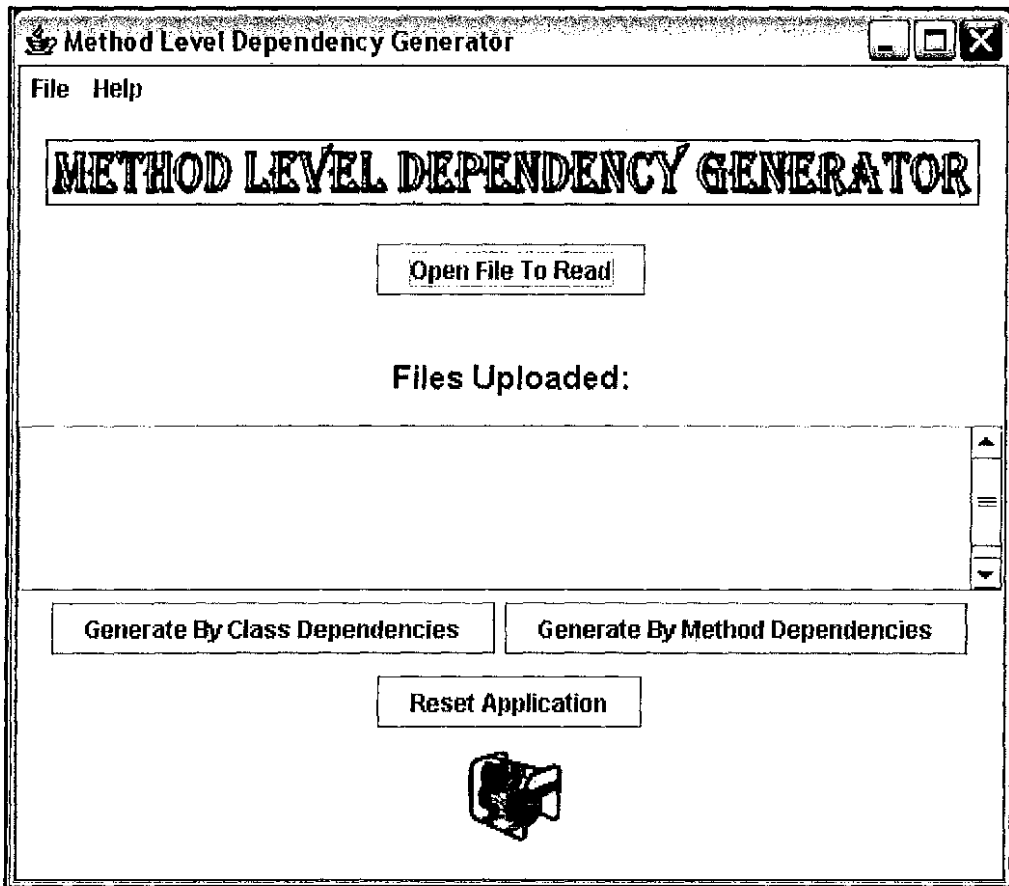 Method Level Dependency Generator
File Help
METHOD LEVEL DEPENDENCY GENERATOR
Open File To Read
Files Uploaded:
Generate By Class Dependencies Generate By Method Dependencies
Reset Application